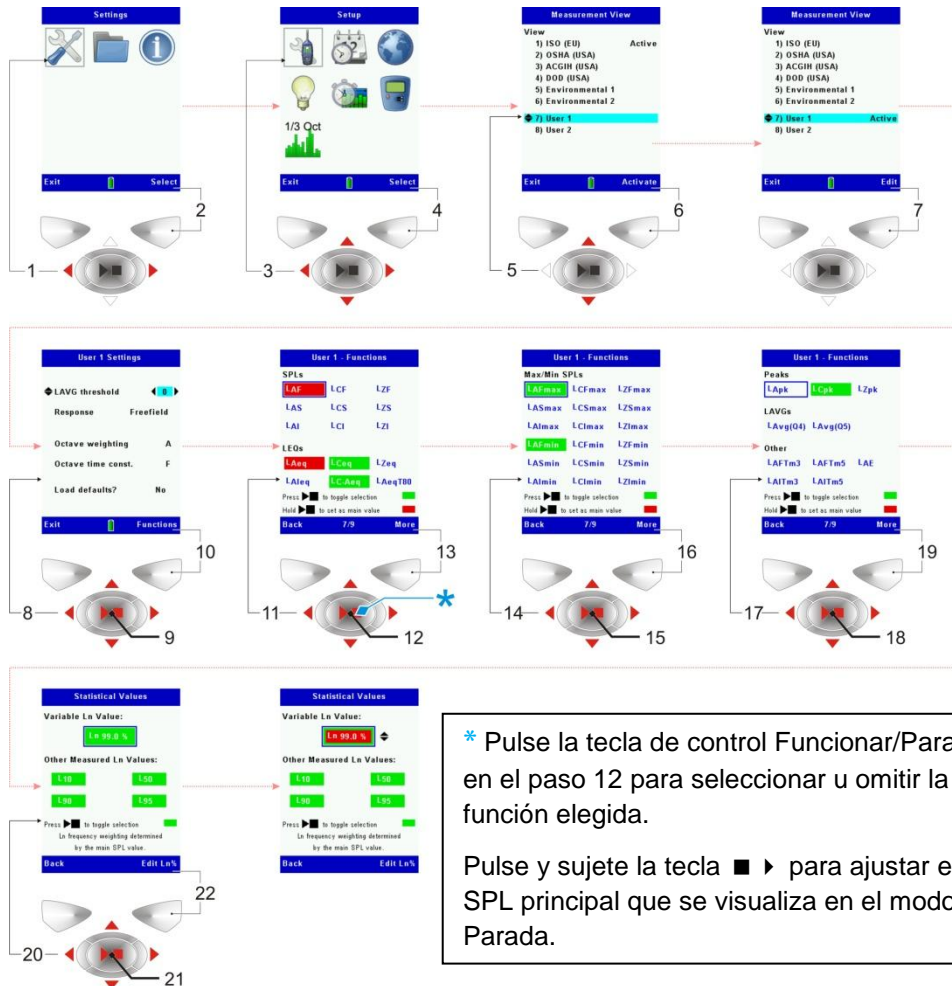 Settings
Exit
Select
2
1
Setup
1/3 Oct
Exit
Select
4
3
Measurement View
View
1) ISO (EU) Active
2) OSHA (USA)
3) ACGIH (USA)
4) DOD (USA)
5) Environmental 1
6) Environmental 2
7) User 1
8) User 2
Exit
Activate
6
5
Measurement View
View
1) ISO (EU)
2) OSHA (USA)
3) ACGIH (USA)
4) DOD (USA)
5) Environmental 1
6) Environmental 2
7) User 1 Active
8) User 2
Exit
Edit
7
User 1 Settings
LAVG threshold 0
Response Freefield
Octave weighting A
Octave time const. F
Load defaults? No
Exit
Functions
10
8
9
User 1 - Functions
SPLs
LAF LCF LZF
LAS LCS LZS
LAI LCI LZI
LEQs
LAeq LCeq LZeq
LAIeq LC-Aeq LAeqT80
Press ▶■ to toggle selection
Hold ▶■ to set as main value
Back 7/9 More
13
11
*
12
User 1 - Functions
Max/Min SPLs
LAFmax LCFmax LZFmax
LASmax LCSmax LZSmax
LAImax LCImax LZImax
LAFmin LCFmin LZFmin
LASmin LCSmin LZSmin
LAImin LCImin LZImin
Press ▶■ to toggle selection
Hold ▶■ to set as main value
Back 7/9 More
16
14
15
User 1 - Functions
Peaks
LApk LCpk LZpk
LAVGs
LAvg(Q4) LAvg(Q5)
Other
LAFTm3 LAFTm5 LAE
LAITm3 LAITm5
Press ▶■ to toggle selection
Hold ▶■ to set as main value
Back 7/9 More
19
17
18
Statistical Values
Variable Ln Value:
Ln 99.0 %
Other Measured Ln Values:
L10 L50
L90 L95
Press ▶■ to toggle selection
Ln frequency weighting determined
by the main SPL value.
Back Edit Ln%
22
20
21
Statistical Values
Variable Ln Value:
Ln 99.0 %
Other Measured Ln Values:
L10 L50
L90 L95
Press ▶■ to toggle selection
Ln frequency weighting determined
by the main SPL value.
Back Edit Ln%
* Pulse la tecla de control Funcionar/Para
en el paso 12 para seleccionar u omitir la
función elegida.
Pulse y sujete la tecla ■ ▶ para ajustar e
SPL principal que se visualiza en el modo
Parada.